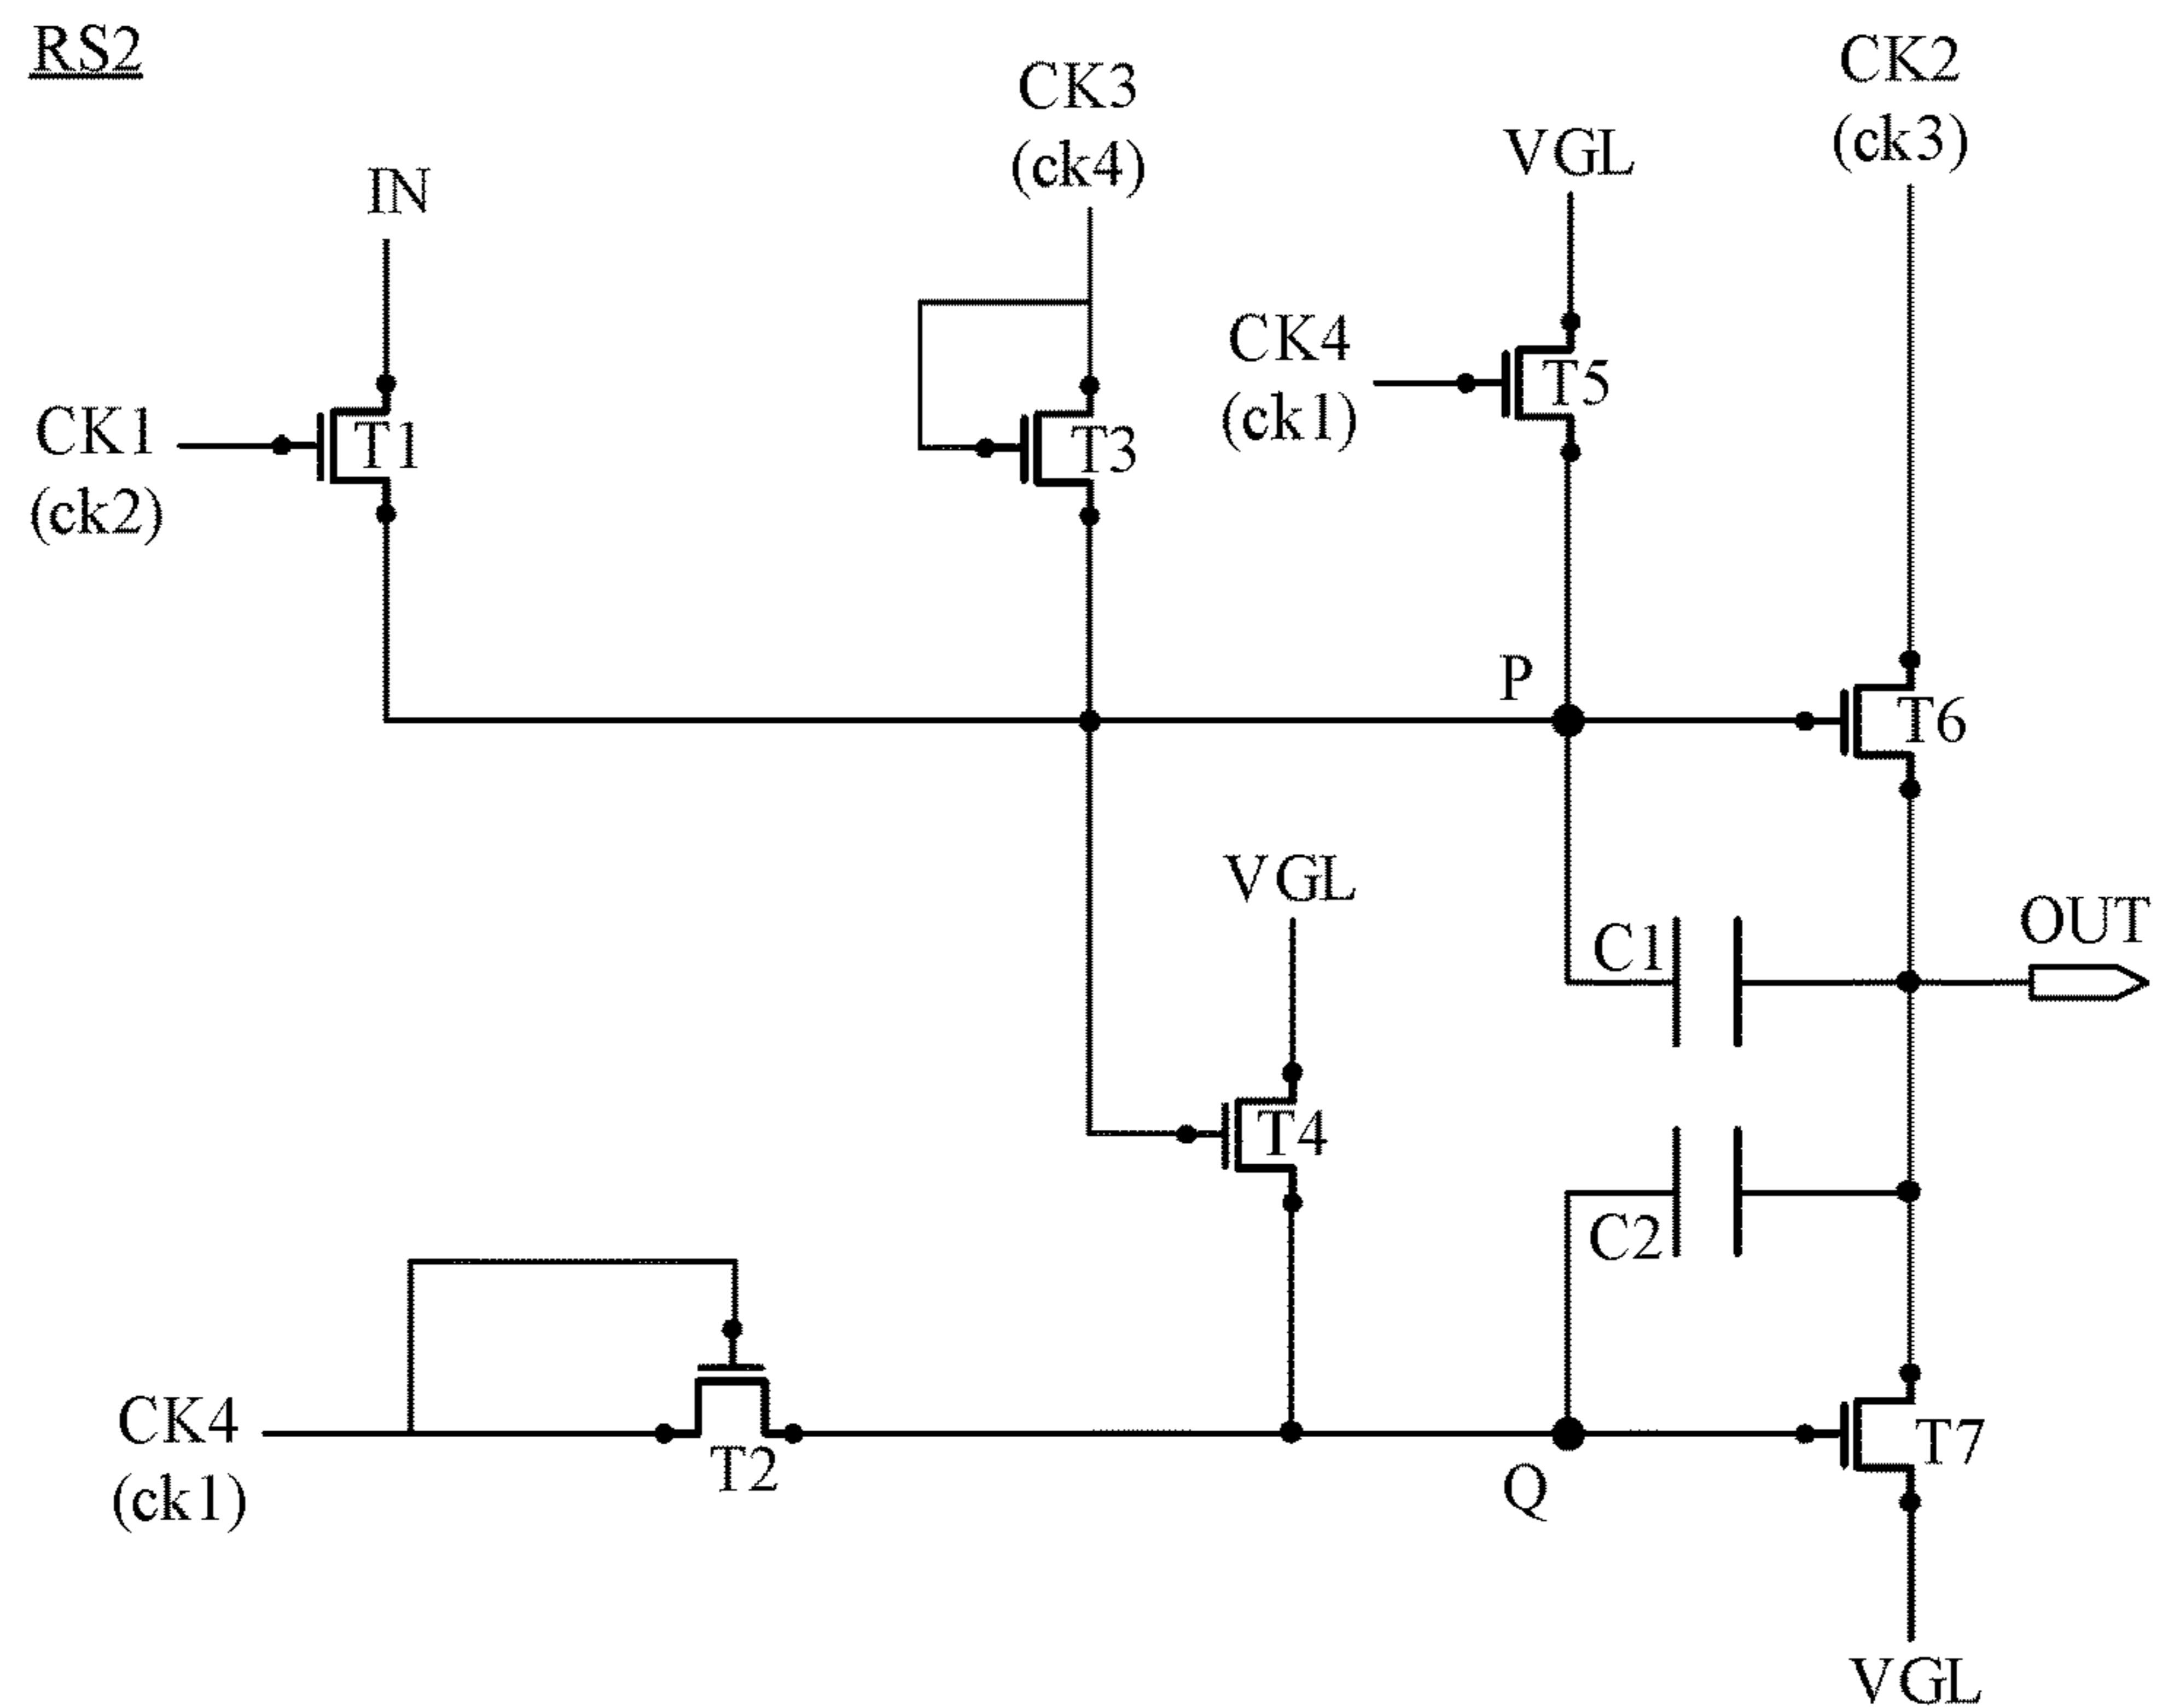 RS2
CK3
(ck4)
CK2
(ck3)
VGL
IN
CK4
(ck1)
T5
CK1
(ck2)
T1
T3
P
T6
VGL
C1
OUT
T4
C2
CK4
(ck1)
T2
Q
T7
VGL